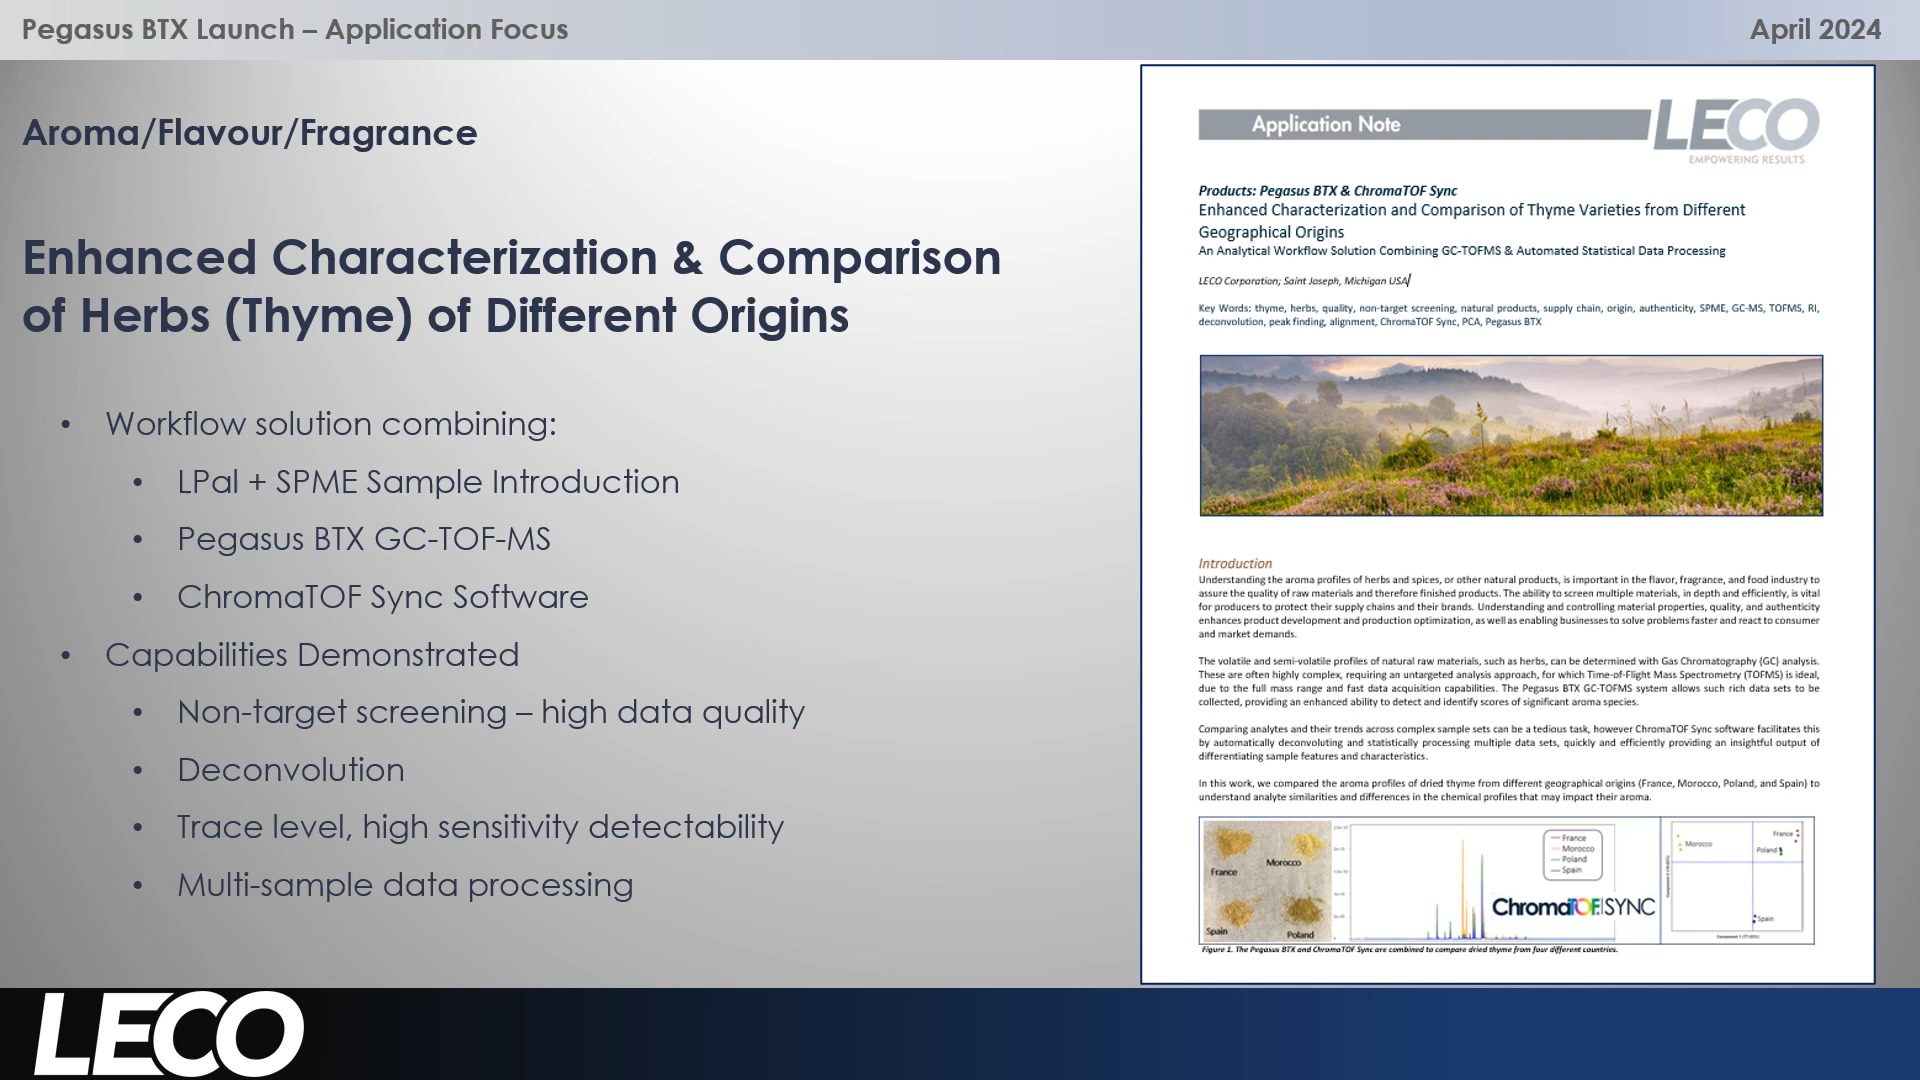 Pegasus BTX Launch – Application Focus
April 2024
Aroma/Flavour/Fragrance
Enhanced Characterization & Comparison
of Herbs (Thyme) of Different Origins
• Workflow solution combining:
• LPal + SPME Sample Introduction
• Pegasus BTX GC-TOF-MS
• ChromaTOF Sync Software
• Capabilities Demonstrated
• Non-target screening – high data quality
• Deconvolution
• Trace level, high sensitivity detectability
• Multi-sample data processing
LECO
Application Note
LECO
EMPOWERING RESULTS
Products: Pegasus BTX & ChromaTOF Sync
Enhanced Characterization and Comparison of Thyme Varieties from Different
Geographical Origins
An Analytical Workflow Solution Combining GC-TOFMS & Automated Statistical Data Processing
LECO Corporation; Saint Joseph, Michigan USA
Key Words: thyme, herbs, quality, non-target screening, natural products, supply chain, origin, authenticity, SPME, GC-MS, TOFMS, RI,
deconvolution, peak finding, alignment, ChromaTOF Sync, PCA, Pegasus BTX
Introduction
Understanding the aroma profiles of herbs and spices, or other natural products, is important in the flavor, fragrance, and food industry to
assure the quality of raw materials and therefore finished products. The ability to screen multiple materials, in depth and efficiently, is vital
for producers to protect their supply chains and their brands. Understanding and controlling material properties, quality, and authenticity
enhances product development and production optimization, as well as enabling businesses to solve problems faster and react to consumer
and market demands.
The volatile and semi-volatile profiles of natural raw materials, such as herbs, can be determined with Gas Chromatography (GC) analysis.
These are often highly complex, requiring an untargeted analysis approach, for which Time-of-Flight Mass Spectrometry (TOFMS) is ideal,
due to the full mass range and fast data acquisition capabilities. The Pegasus BTX GC-TOFMS system allows such rich data sets to be
collected, providing an enhanced ability to detect and identify scores of significant aroma species.
Comparing analytes and their trends across complex sample sets can be a tedious task, however ChromaTOF Sync software facilitates this
by automatically deconvoluting and statistically processing multiple data sets, quickly and efficiently providing an insightful output of
differentiating sample features and characteristics.
In this work, we compared the aroma profiles of dried thyme from different geographical origins (France, Morocco, Poland, and Spain) to
understand analyte similarities and differences in the chemical profiles that may impact their aroma.
France
Morocco
Spain
Poland
France
Morocco
Poland
Spain
ChromaTOF SYNC
Morocco
France
Poland
Spain
Figure 1. The Pegasus BTX and ChromaTOF Sync are combined to compare dried thyme from four different countries.